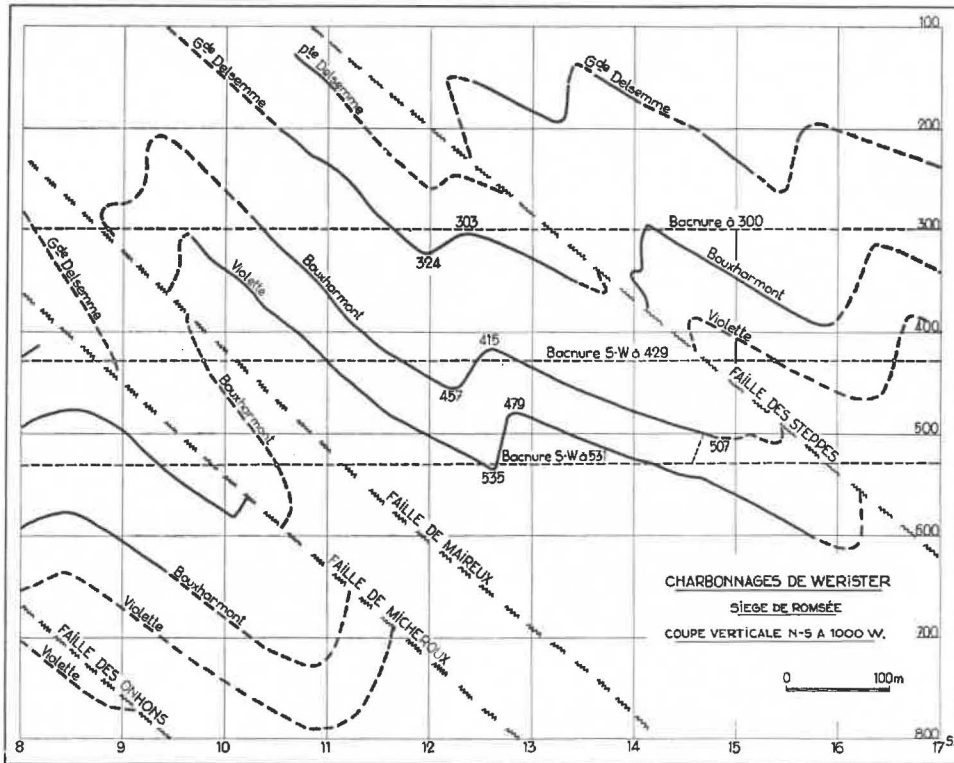 100
Gde Delsemme
pte Delsemme
Gde Delsemme
200
303
324
Bacnure à 300
300
Gde Delsemme
Bouxharmont
Violette
Bouxharmont
Violette
400
415
Bacnure S-W à 429
457
479
FAILLE DES STEPPES
Bouxharmont
500
507
535
Bacnure S-W à 531
FAILLE DE MAIREUX
600
FAILLE DE MICHEROUX
Bouxharmont
Violette
CHARBONNAGES DE WERISTER
SIEGE DE ROMSÉE
COUPE VERTICALE N-S A 1000 W.
700
FAILLE DES ONHONS
Violette
0 100m
800
8 9 10 11 12 13 14 15 16 17 S.